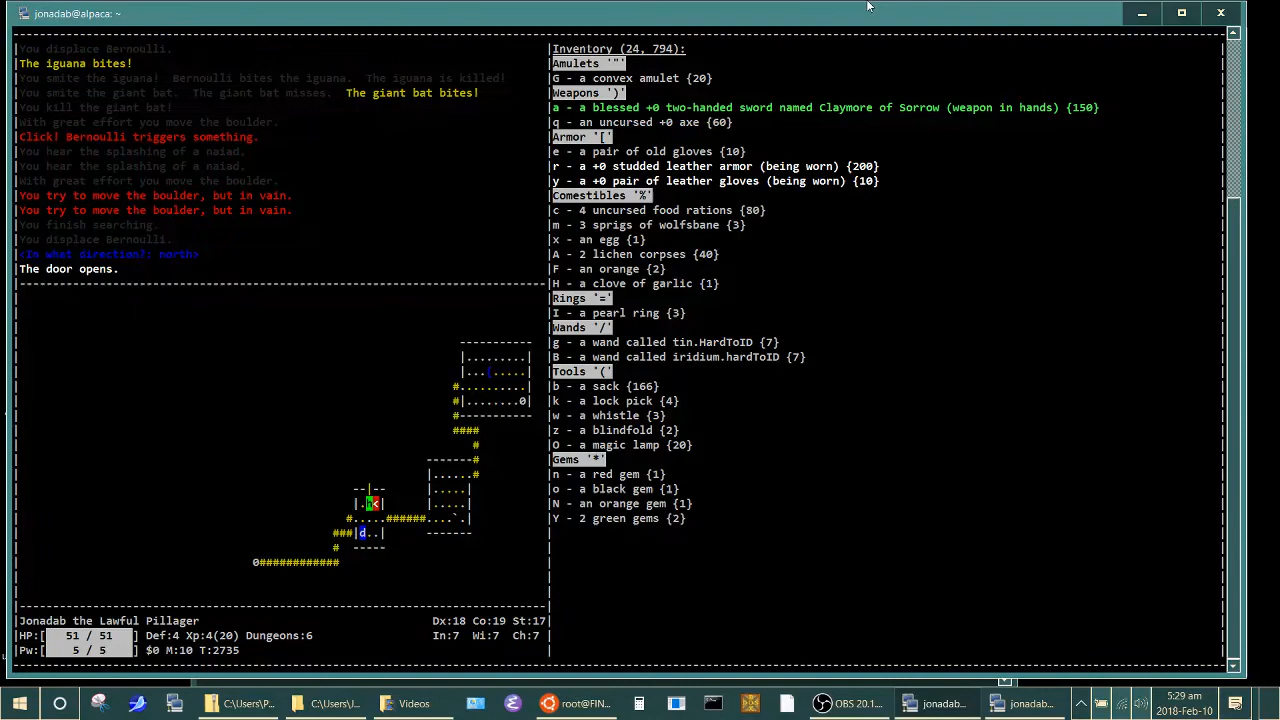 jonadab@alpaca: ~
You displace Bernoulli.
The iguana bites!
You smite the iguana!  Bernoulli bites the iguana.  The iguana is killed!
You smite the giant bat.  The giant bat misses.  The giant bat bites!
You kill the giant bat!
With great effort you move the boulder.
Click! Bernoulli triggers something.
You hear the splashing of a naiad.
You hear the splashing of a naiad.
With great effort you move the boulder.
You try to move the boulder, but in vain.
You try to move the boulder, but in vain.
You finish searching.
You displace Bernoulli.
<In what direction?: north>
The door opens.
Jonadab the Lawful Pillager Dx:18 Co:19 St:17
HP:[ 51 / 51 ] Def:4 Xp:4(20) Dungeons:6 In:7 Wi:7 Ch:7
Pw:[ 5 / 5 ] $0 M:10 T:2735
Inventory (24, 794):
Amulets '"'
G - a convex amulet {20}
Weapons ')'
a - a blessed +0 two-handed sword named Claymore of Sorrow (weapon in hands) {150}
q - an uncursed +0 axe {60}
Armor '['
e - a pair of old gloves {10}
r - a +0 studded leather armor (being worn) {200}
y - a +0 pair of leather gloves (being worn) {10}
Comestibles '%'
c - 4 uncursed food rations {80}
m - 3 sprigs of wolfsbane {3}
x - an egg {1}
A - 2 lichen corpses {40}
F - an orange {2}
H - a clove of garlic {1}
Rings '='
I - a pearl ring {3}
Wands '/'
g - a wand called tin.HardToID {7}
B - a wand called iridium.hardToID {7}
Tools '('
b - a sack {166}
k - a lock pick {4}
w - a whistle {3}
z - a blindfold {2}
O - a magic lamp {20}
Gems '*'
n - a red gem {1}
o - a black gem {1}
N - an orange gem {1}
Y - 2 green gems {2}
C:\Users\P...
C:\Users\J...
Videos
root@FIN...
OBS 20.1...
jonadab...
jonadab...
5:29 am
2018-Feb-10